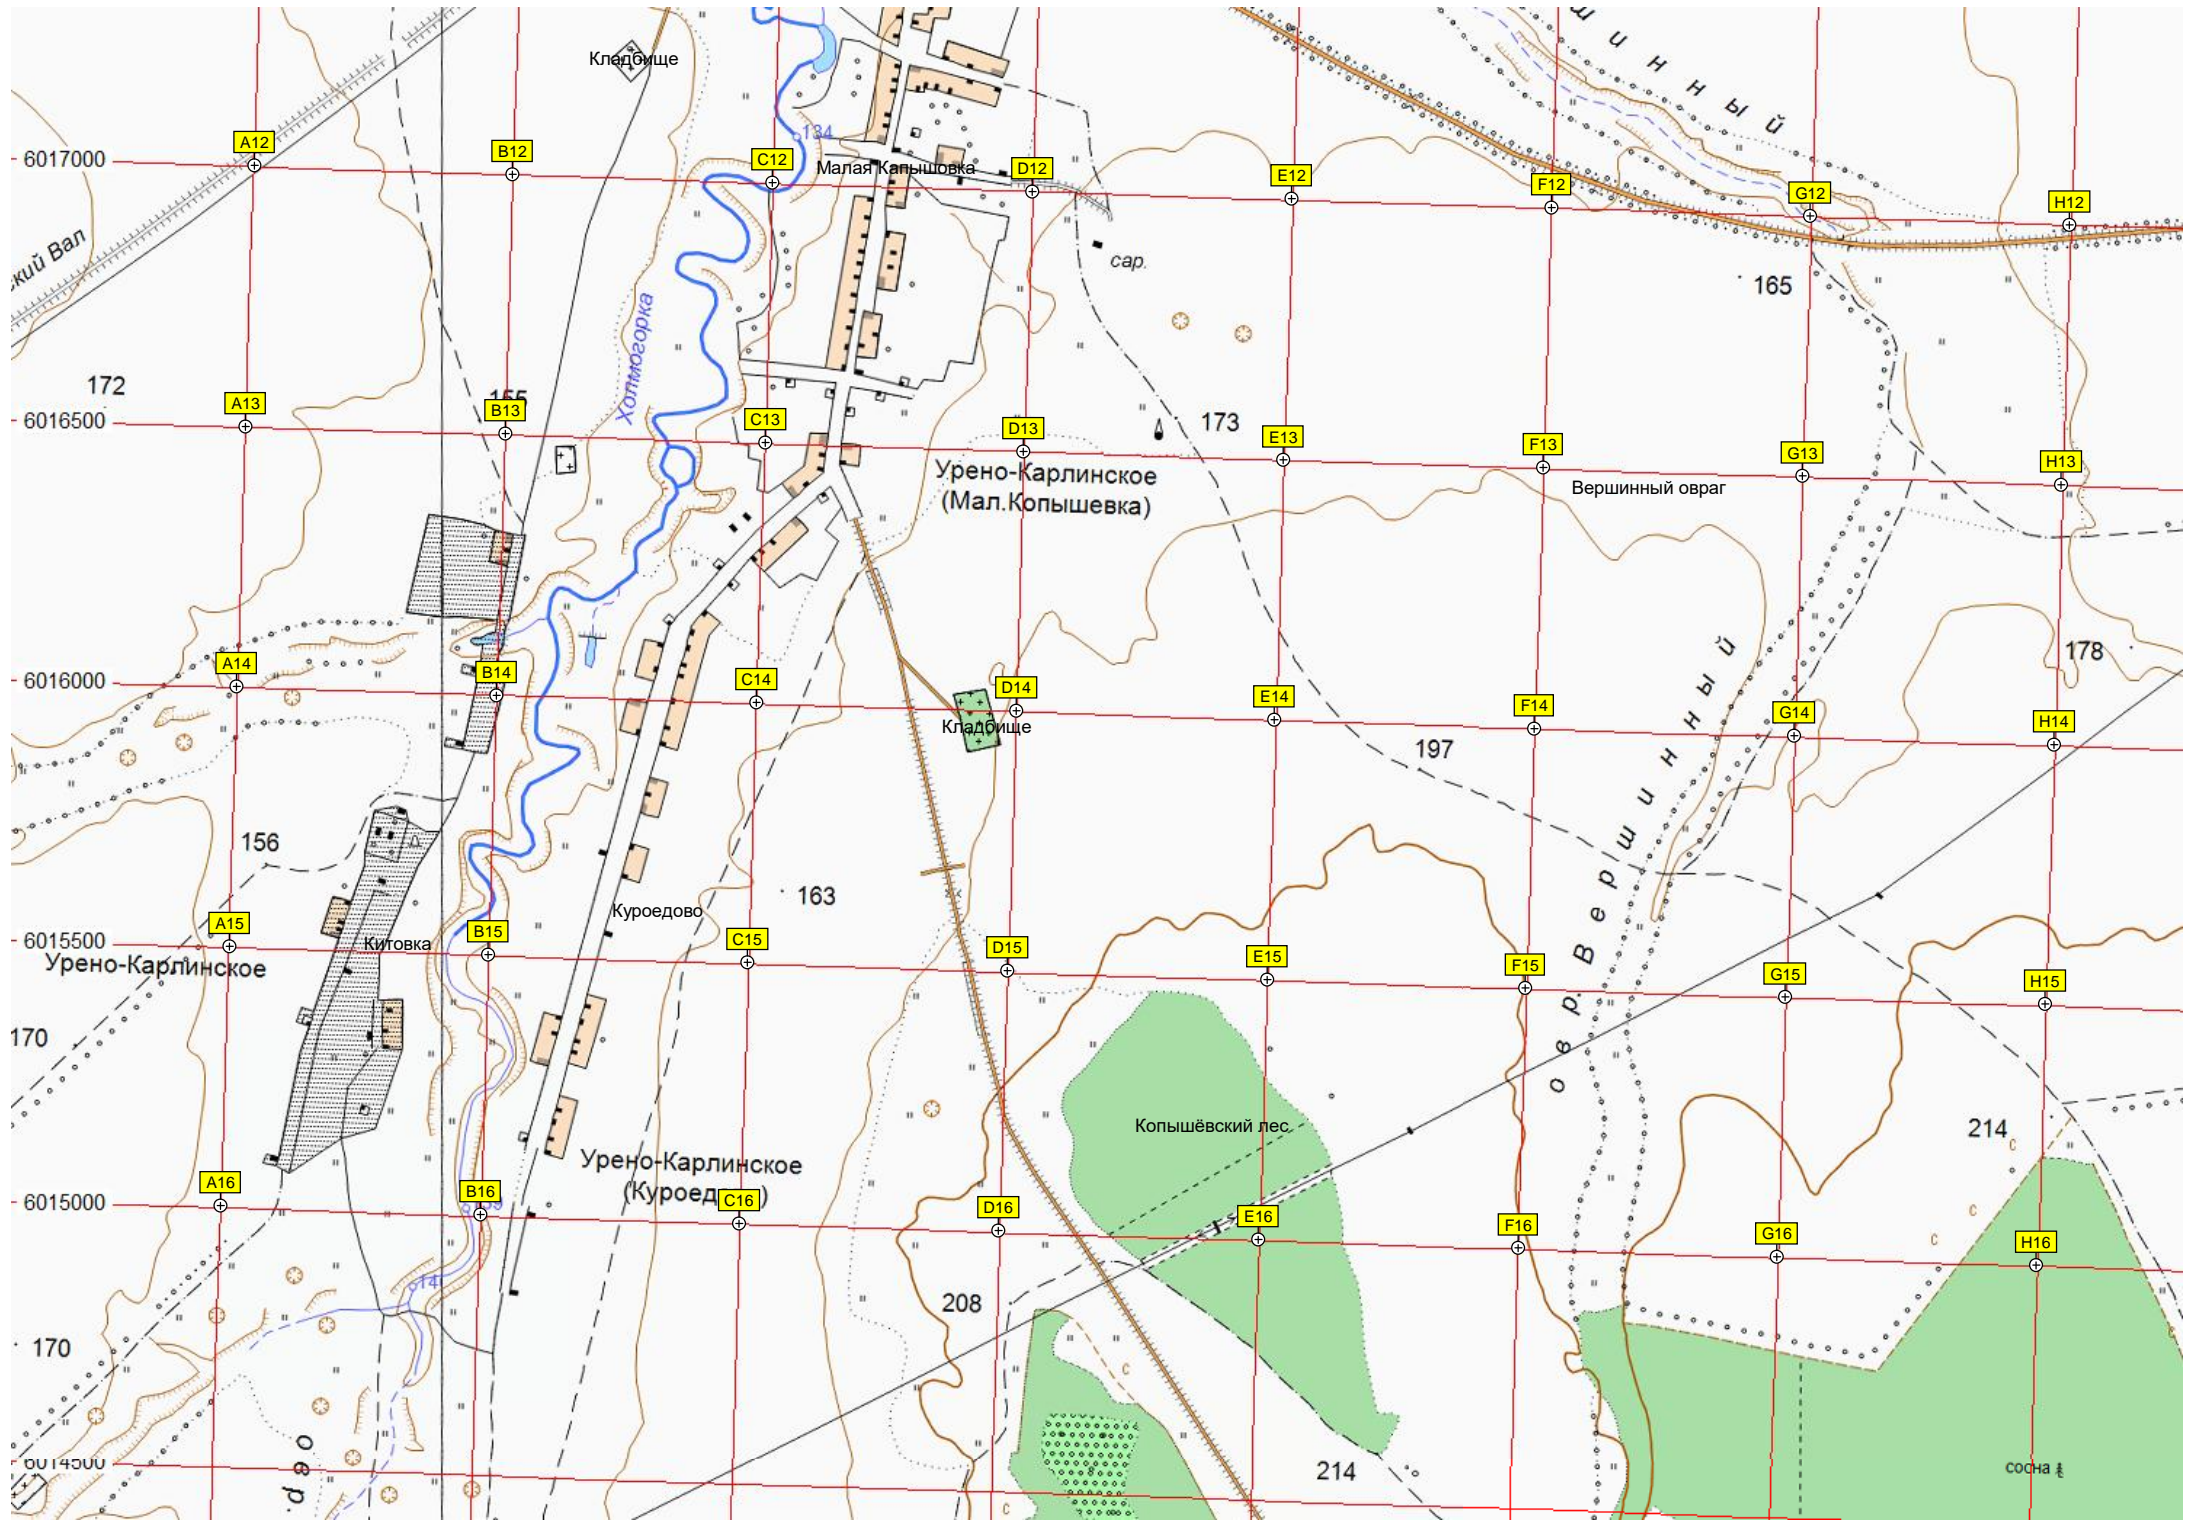 шинный
Кладбище
134
6017000
A12
B12
C12
Малая Капышовка
D12
E12
F12
G12
H12
ский Вал
сар.
165
Холмогорка
172
6016500
A13
B13
C13
D13
173
E13
F13
G13
H13
Урено-Карлинское
(Мал.Копышевка)
Вершинный овраг
6016000
A14
B14
C14
D14
E14
F14
G14
H14
178
Кладбище
197
156
163
Куроедово
овр. Вершинный
6015500
A15
B15
C15
D15
E15
F15
G15
H15
Китовка
Урено-Карлинское
170
Копышёвский лес
214
Урено-Карлинское
6015000
A16
B16
C16
D16
E16
F16
G16
H16
208
170
овр.
6014500
214
сосна